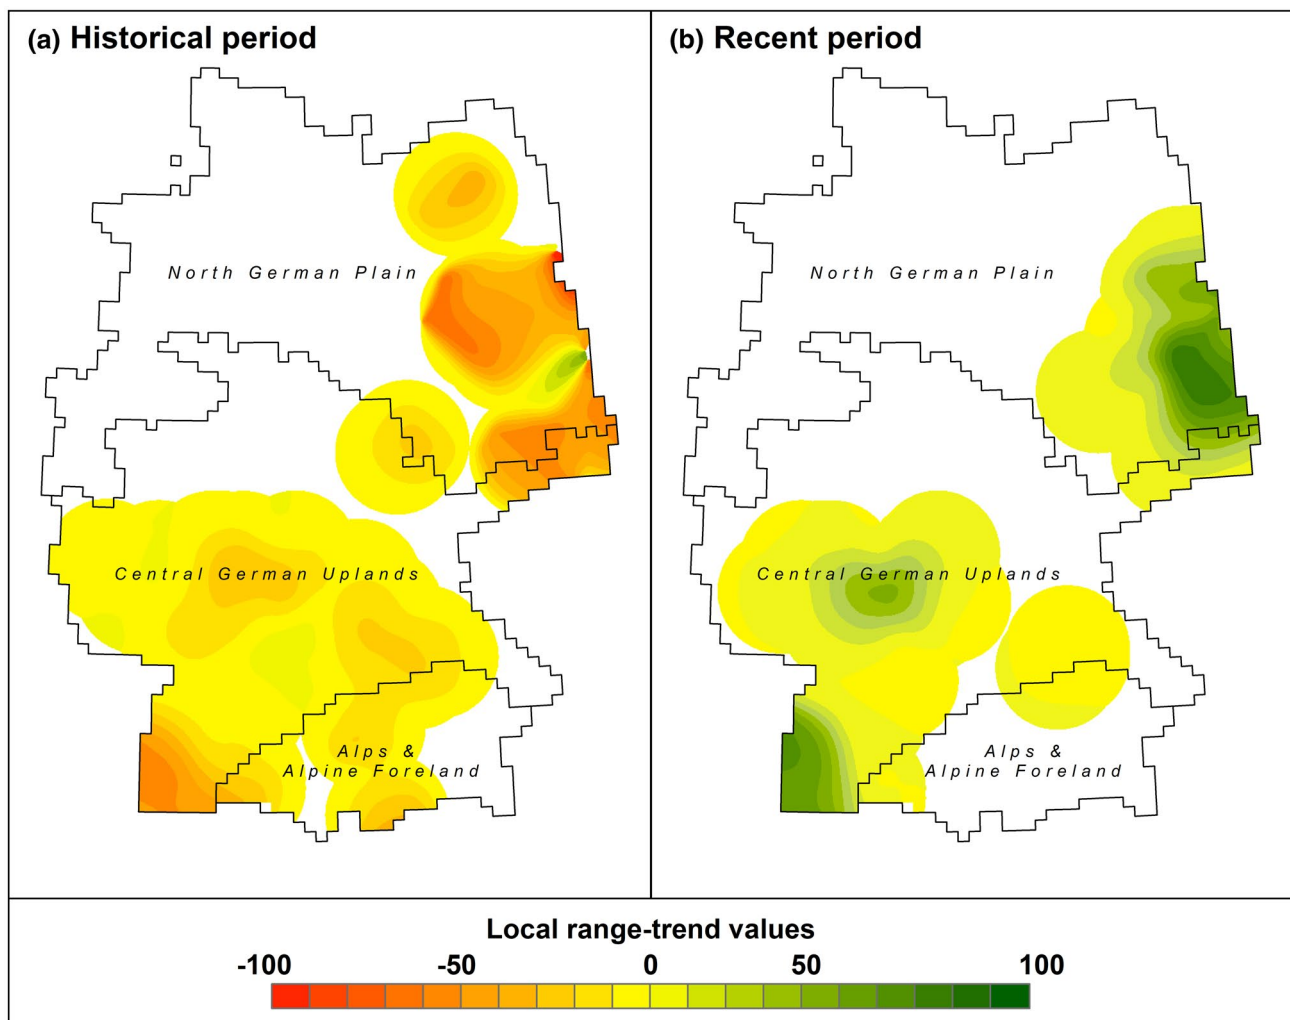 (a) Historical period
North German Plain
Central German Uplands
Alps &
Alpine Foreland
(b) Recent period
North German Plain
Central German Uplands
Alps &
Alpine Foreland
Local range-trend values
-100 -50 0 50 100